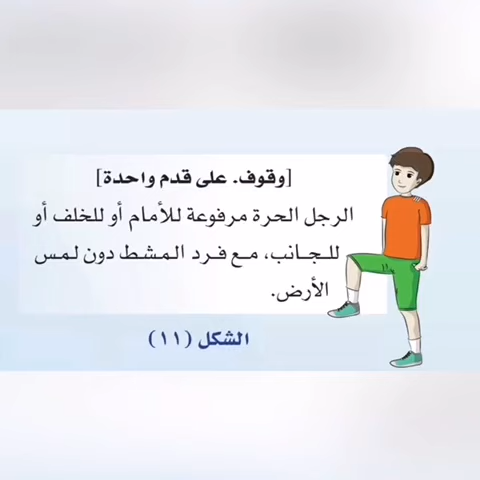 [وقوف. على قدم واحدة]
الرجل الحرة مرفوعة للأمام أو للخلف أو
للجانب، مع فرد المشط دون لمس
الأرض.
الشكل (١١)